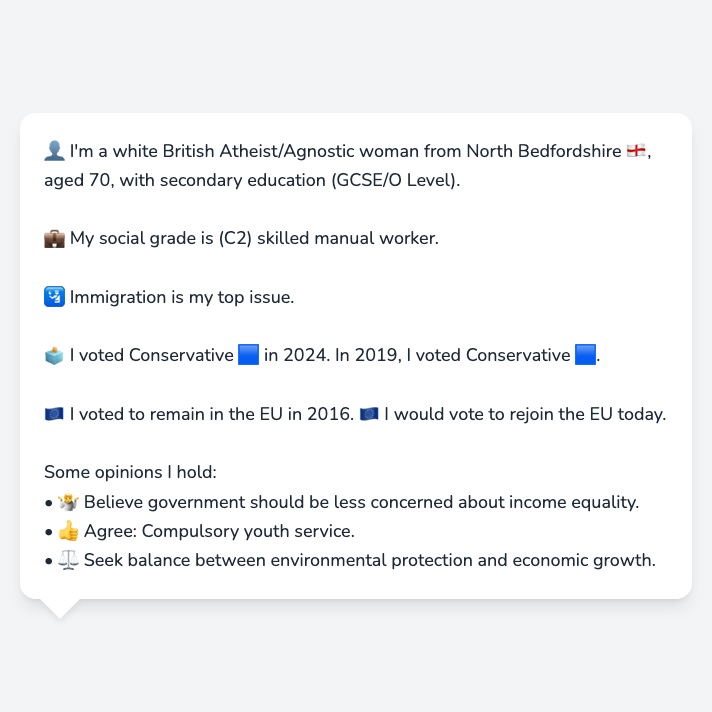 👤 I'm a white British Atheist/Agnostic woman from North Bedfordshire 🏴󠁧󠁢󠁥󠁮󠁧󠁿,
aged 70, with secondary education (GCSE/O Level).
💼 My social grade is (C2) skilled manual worker.
🛂 Immigration is my top issue.
🗳️ I voted Conservative 🟦 in 2024. In 2019, I voted Conservative 🟦.
🇪🇺 I voted to remain in the EU in 2016. 🇪🇺 I would vote to rejoin the EU today.
Some opinions I hold:
• 🤷 Believe government should be less concerned about income equality.
• 👍 Agree: Compulsory youth service.
• ⚖️ Seek balance between environmental protection and economic growth.